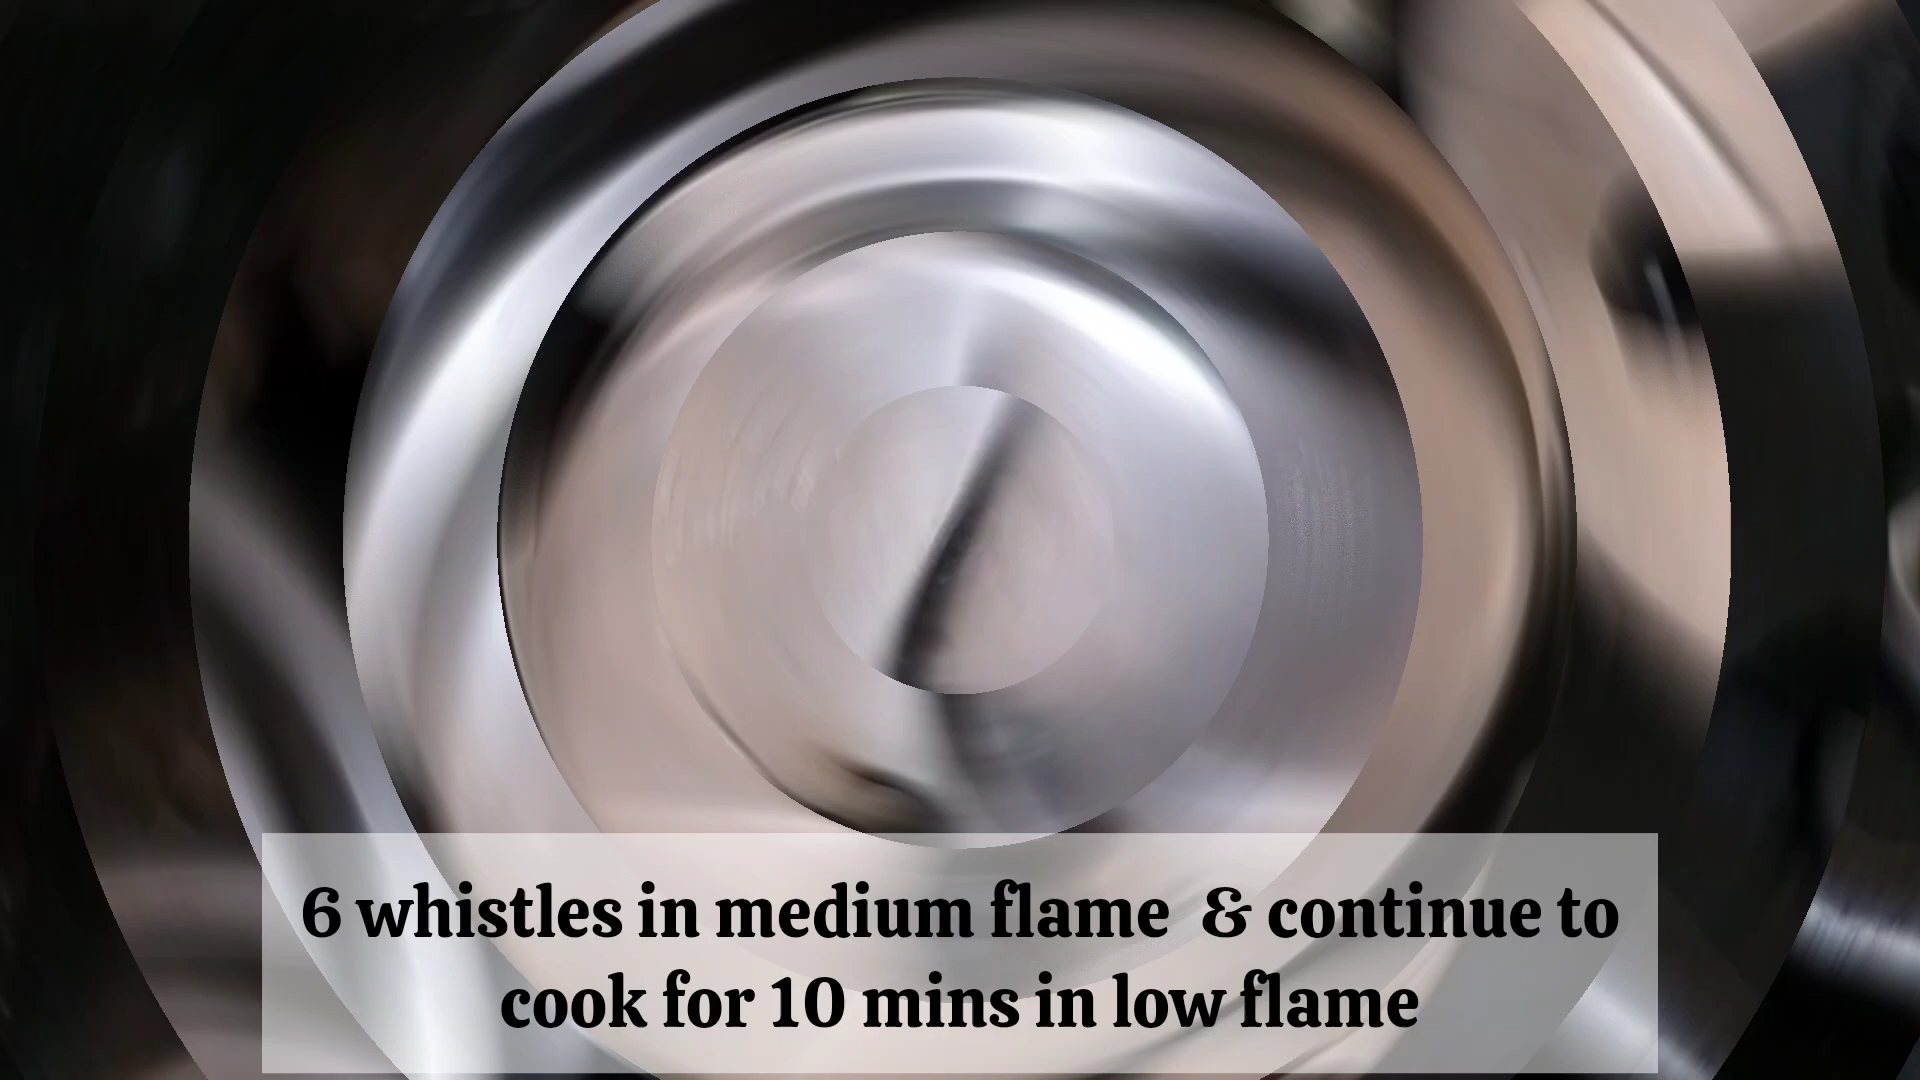 6 whistles in medium flame  & continue to
cook for 10 mins in low flame